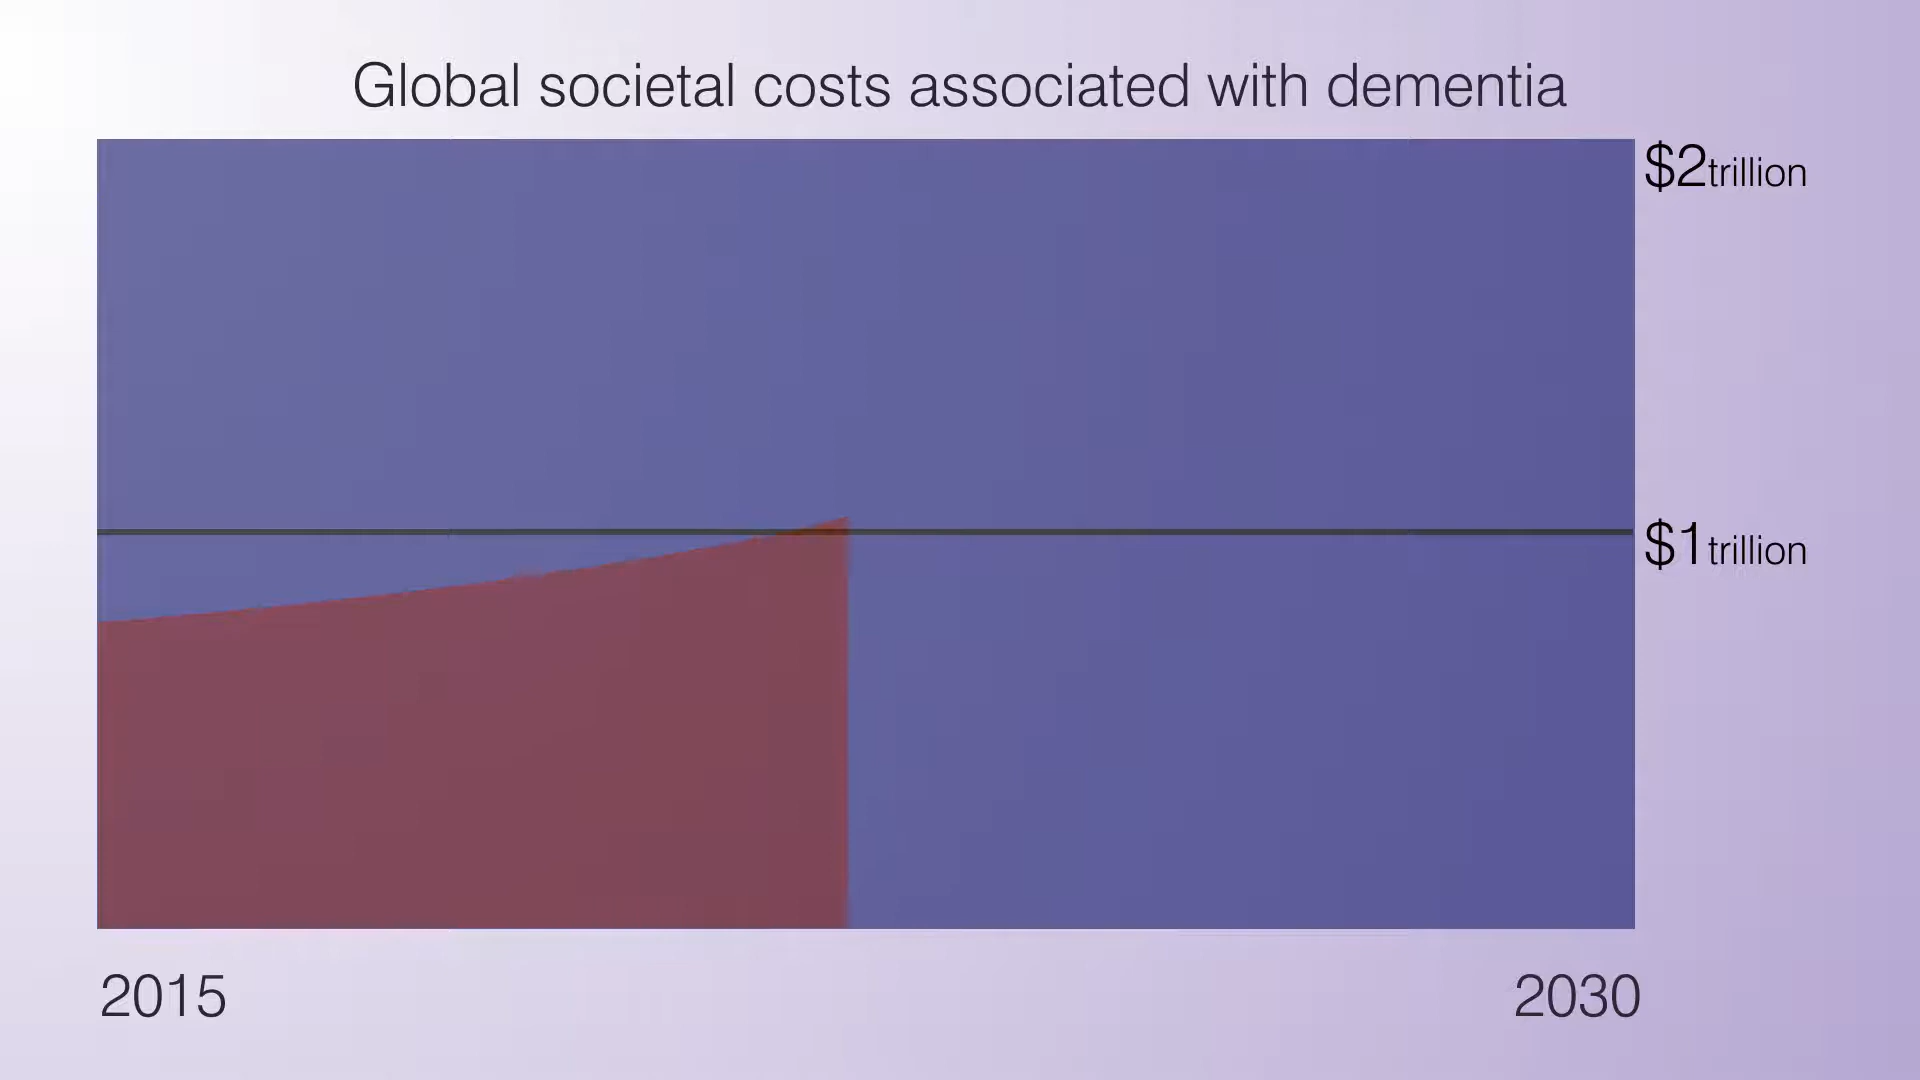 Global societal costs associated with dementia
$2trillion
$1trillion
2015
2030